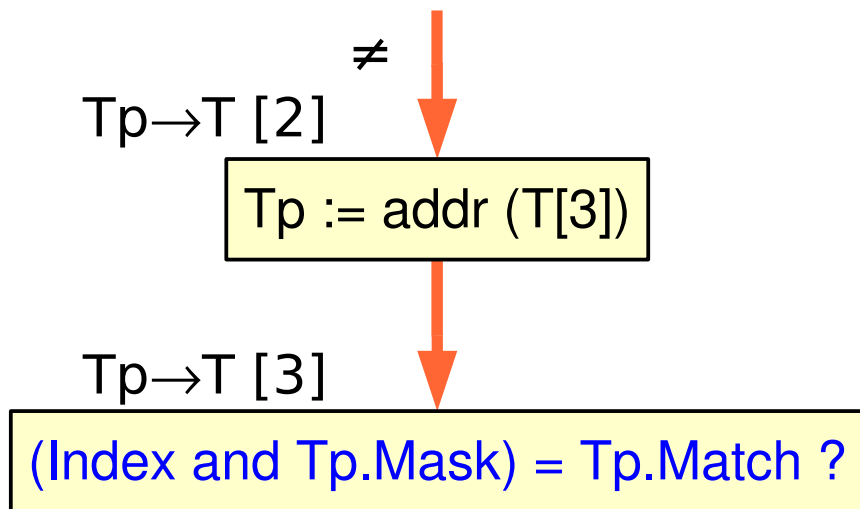 ≠
Tp→T [2]
Tp := addr (T[3])
Tp→T [3]
(Index and Tp.Mask) = Tp.Match ?